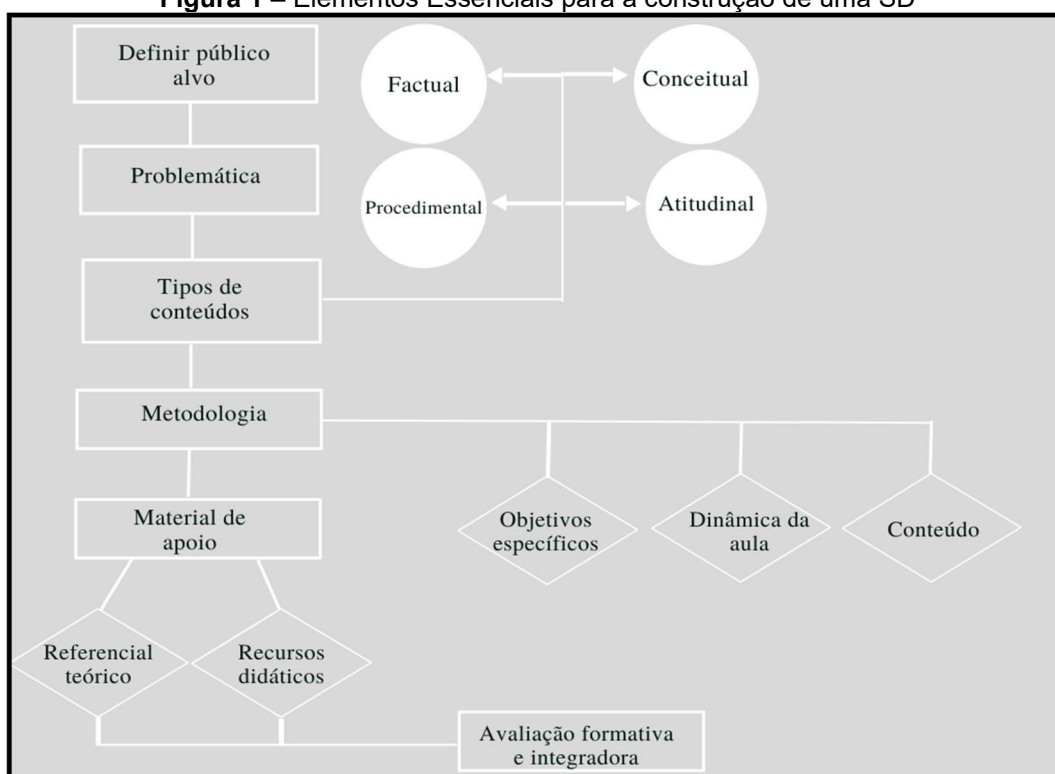 Figura 1 – Elementos Essenciais para a construção de uma SD
Definir público
alvo
Factual
Conceitual
Problemática
Procedimental
Atitudinal
Tipos de
conteúdos
Metodologia
Material de
apoio
Objetivos
específicos
Dinâmica da
aula
Conteúdo
Referencial
teórico
Recursos
didáticos
Avaliação formativa
e integradora